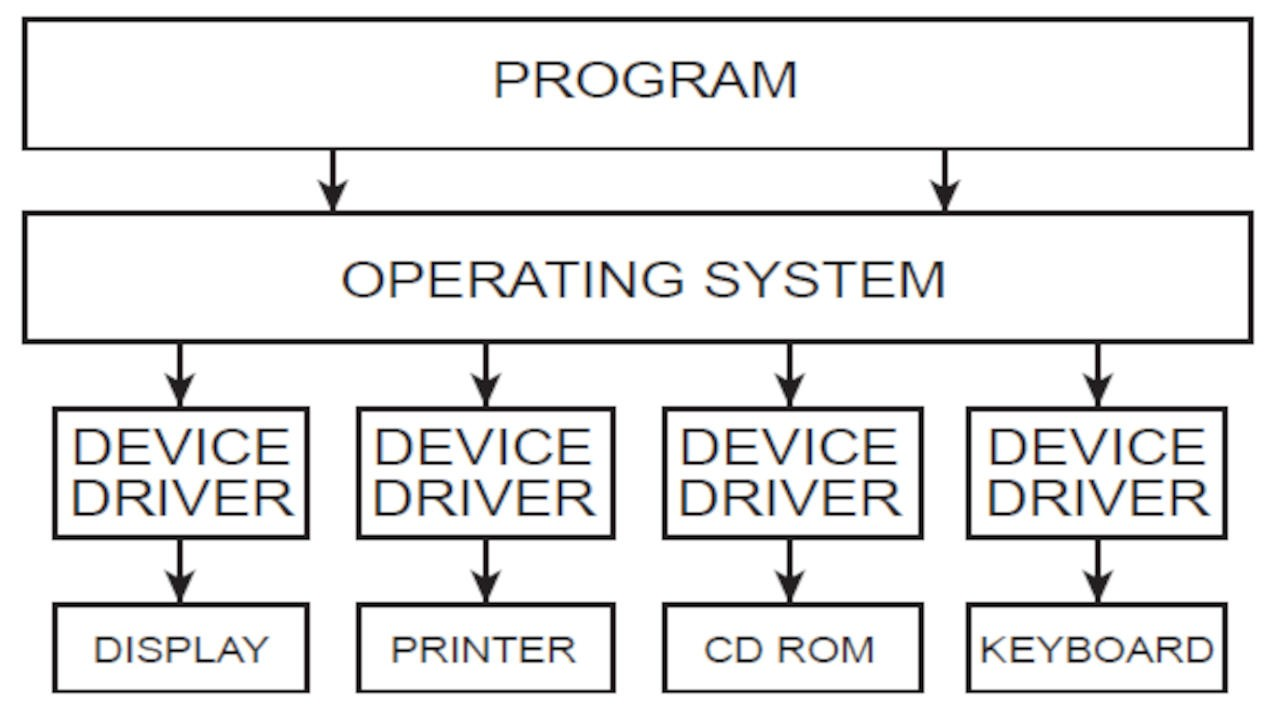 PROGRAM
OPERATING SYSTEM
DEVICE
DRIVER
DEVICE
DRIVER
DEVICE
DRIVER
DEVICE
DRIVER
DISPLAY
PRINTER
CD ROM
KEYBOARD